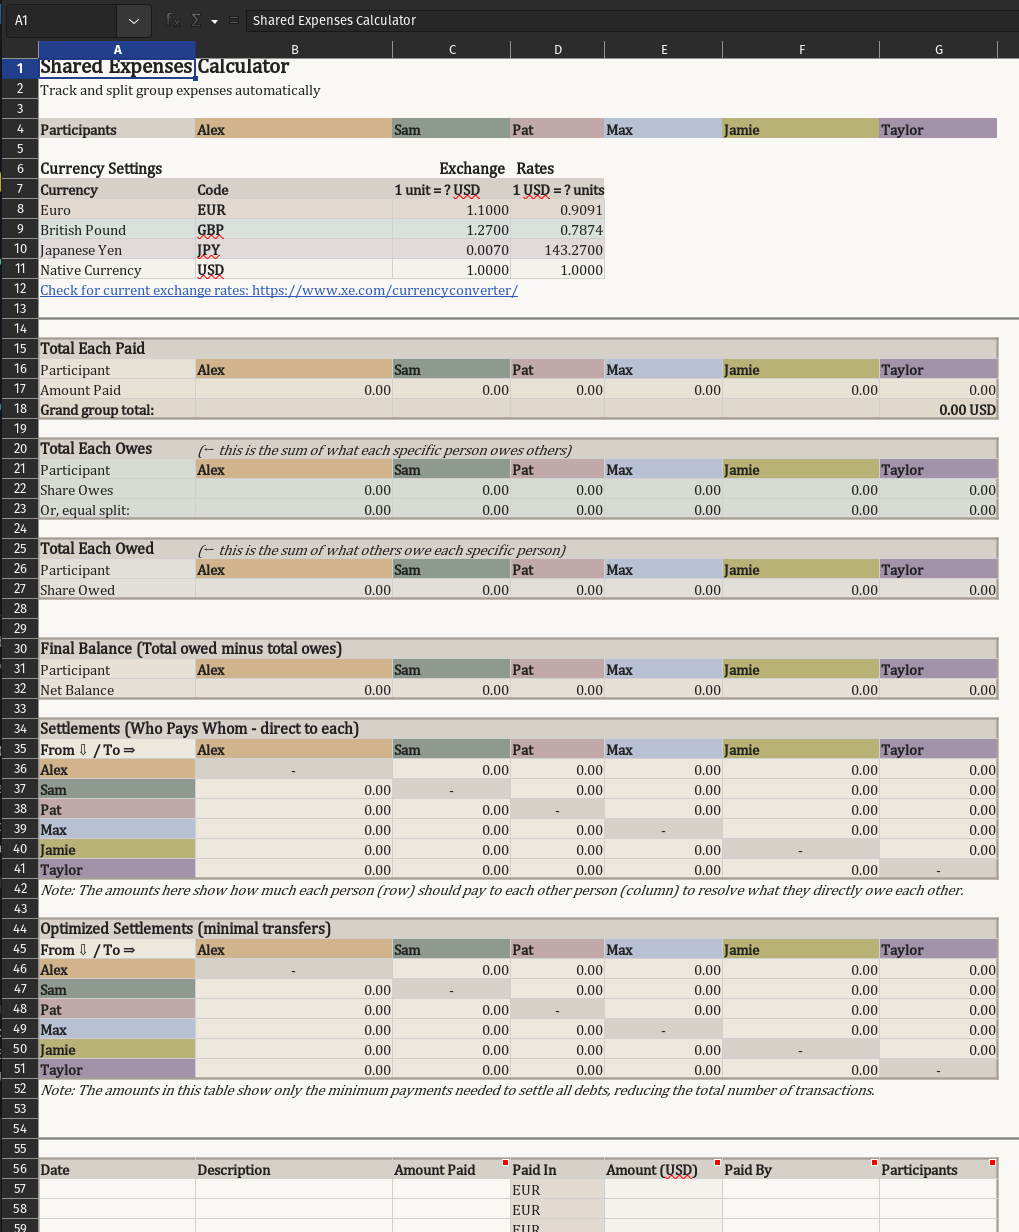 A1 fx Σ = Shared Expenses Calculator
A B C D E F G
1 Shared Expenses Calculator
2 Track and split group expenses automatically
3
4 Participants Alex Sam Pat Max Jamie Taylor
5
6 Currency Settings Exchange Rates
7 Currency Code 1 unit = ? USD 1 USD = ? units
8 Euro EUR 1.1000 0.9091
9 British Pound GBP 1.2700 0.7874
10 Japanese Yen JPY 0.0070 143.2700
11 Native Currency USD 1.0000 1.0000
12 Check for current exchange rates: https://www.xe.com/currencyconverter/
13
14
15 Total Each Paid
16 Participant Alex Sam Pat Max Jamie Taylor
17 Amount Paid 0.00 0.00 0.00 0.00 0.00 0.00
18 Grand group total: 0.00 USD
19
20 Total Each Owes (← this is the sum of what each specific person owes others)
21 Participant Alex Sam Pat Max Jamie Taylor
22 Share Owes 0.00 0.00 0.00 0.00 0.00 0.00
23 Or, equal split: 0.00 0.00 0.00 0.00 0.00 0.00
24
25 Total Each Owed (← this is the sum of what others owe each specific person)
26 Participant Alex Sam Pat Max Jamie Taylor
27 Share Owed 0.00 0.00 0.00 0.00 0.00 0.00
28
29
30 Final Balance (Total owed minus total owes)
31 Participant Alex Sam Pat Max Jamie Taylor
32 Net Balance 0.00 0.00 0.00 0.00 0.00 0.00
33
34 Settlements (Who Pays Whom - direct to each)
35 From ⇩ / To ⇒ Alex Sam Pat Max Jamie Taylor
36 Alex - 0.00 0.00 0.00 0.00 0.00
37 Sam 0.00 - 0.00 0.00 0.00 0.00
38 Pat 0.00 0.00 - 0.00 0.00 0.00
39 Max 0.00 0.00 0.00 - 0.00 0.00
40 Jamie 0.00 0.00 0.00 0.00 - 0.00
41 Taylor 0.00 0.00 0.00 0.00 0.00 -
42 Note: The amounts here show how much each person (row) should pay to each other person (column) to resolve what they directly owe each other.
43
44 Optimized Settlements (minimal transfers)
45 From ⇩ / To ⇒ Alex Sam Pat Max Jamie Taylor
46 Alex - 0.00 0.00 0.00 0.00 0.00
47 Sam 0.00 - 0.00 0.00 0.00 0.00
48 Pat 0.00 0.00 - 0.00 0.00 0.00
49 Max 0.00 0.00 0.00 - 0.00 0.00
50 Jamie 0.00 0.00 0.00 0.00 - 0.00
51 Taylor 0.00 0.00 0.00 0.00 0.00 -
52 Note: The amounts in this table show only the minimum payments needed to settle all debts, reducing the total number of transactions.
53
54
55
56 Date Description Amount Paid Paid In Amount (USD) Paid By Participants
57 EUR
58 EUR
59 EUR